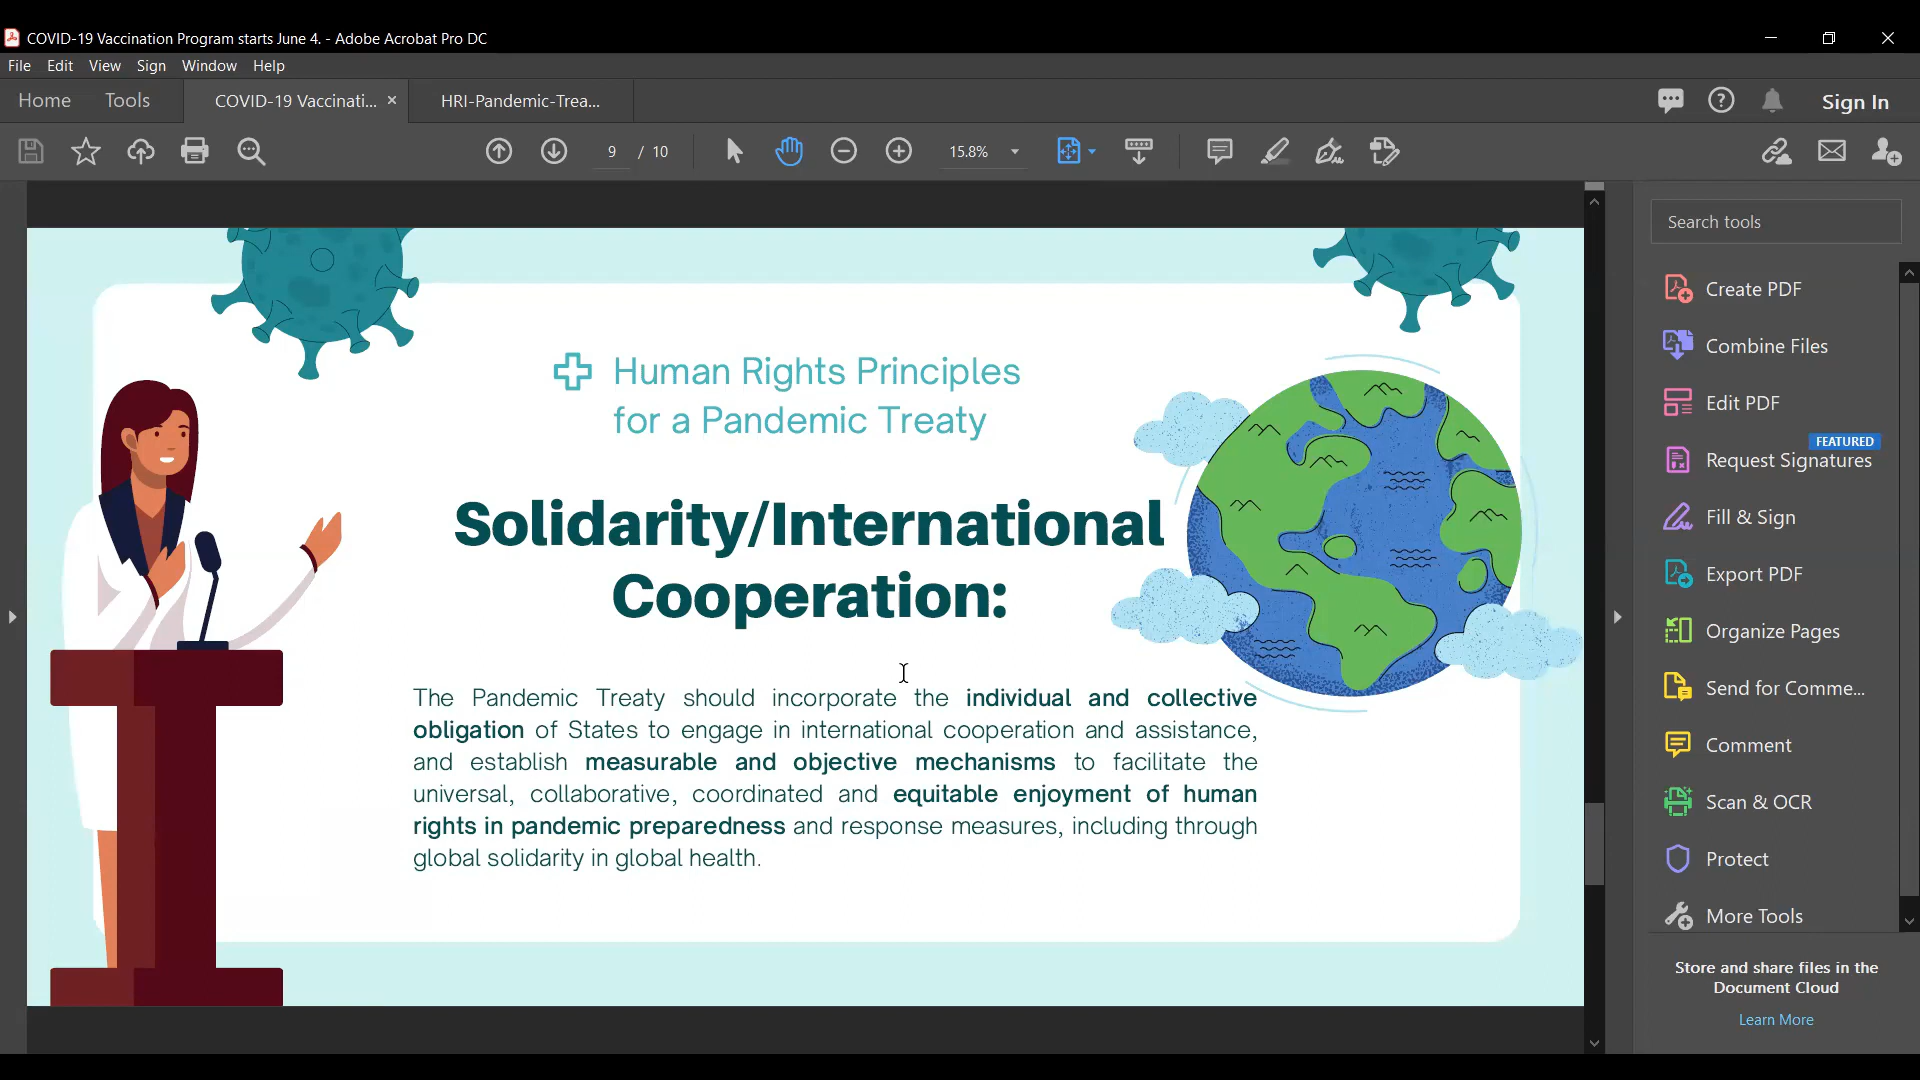 COVID-19 Vaccination Program starts June 4. - Adobe Acrobat Pro DC
File Edit View Sign Window Help
Home Tools COVID-19 Vaccinati... HRI-Pandemic-Trea... Sign In
9 / 10 15.8%
Search tools
Create PDF
Combine Files
Edit PDF
FEATURED
Request Signatures
Fill & Sign
Export PDF
Organize Pages
Send for Comme...
Comment
Scan & OCR
Protect
More Tools
Store and share files in the
Document Cloud
Learn More
Human Rights Principles
for a Pandemic Treaty
Solidarity/International
Cooperation:
The Pandemic Treaty should incorporate the individual and collective
obligation of States to engage in international cooperation and assistance,
and establish measurable and objective mechanisms to facilitate the
universal, collaborative, coordinated and equitable enjoyment of human
rights in pandemic preparedness and response measures, including through
global solidarity in global health.